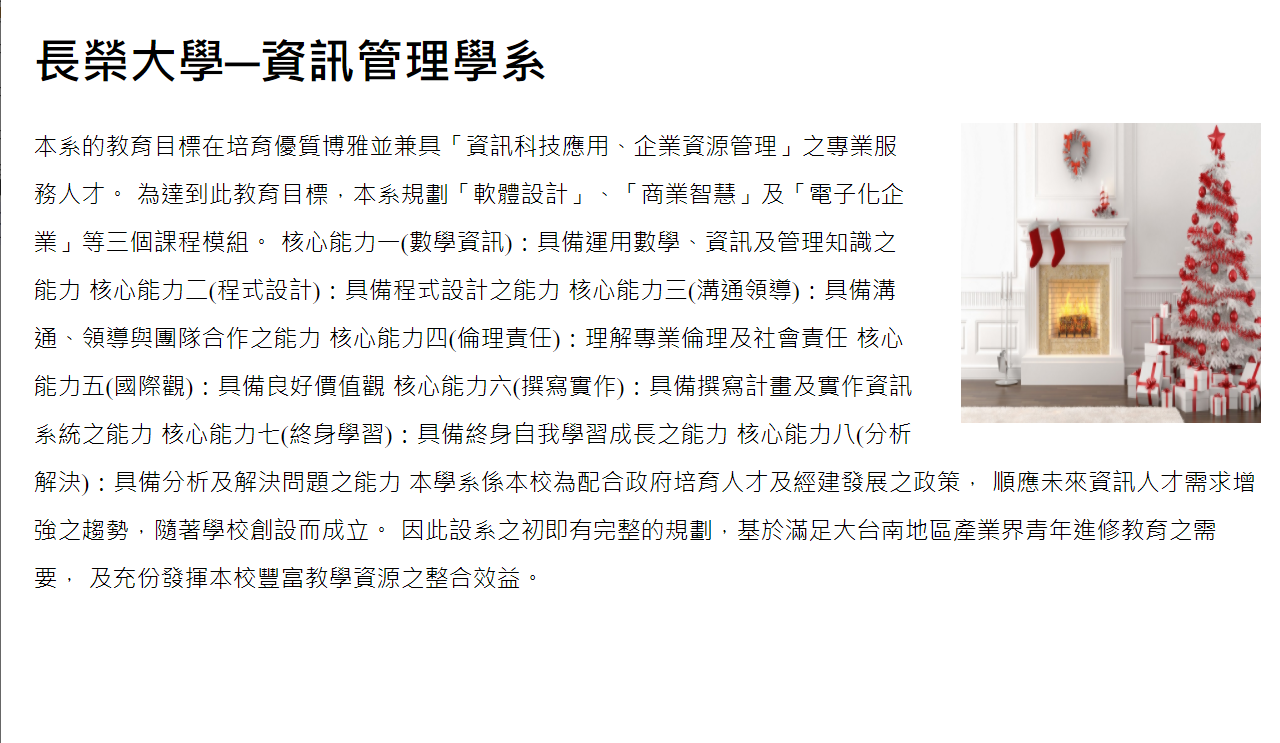 長榮大學—資訊管理學系
本系的教育目標在培育優質博雅並兼具「資訊科技應用、企業資源管理」之專業服
務人才。 為達到此教育目標，本系規劃「軟體設計」、「商業智慧」及「電子化企
業」等三個課程模組。 核心能力一(數學資訊)：具備運用數學、資訊及管理知識之
能力 核心能力二(程式設計)：具備程式設計之能力 核心能力三(溝通領導)：具備溝
通、領導與團隊合作之能力 核心能力四(倫理責任)：理解專業倫理及社會責任 核心
能力五(國際觀)：具備良好價值觀 核心能力六(撰寫實作)：具備撰寫計畫及實作資訊
系統之能力 核心能力七(終身學習)：具備終身自我學習成長之能力 核心能力八(分析
解決)：具備分析及解決問題之能力 本學系係本校為配合政府培育人才及經建發展之政策， 順應未來資訊人才需求增
強之趨勢，隨著學校創設而成立。 因此設系之初即有完整的規劃，基於滿足大台南地區產業界青年進修教育之需
要， 及充份發揮本校豐富教學資源之整合效益。